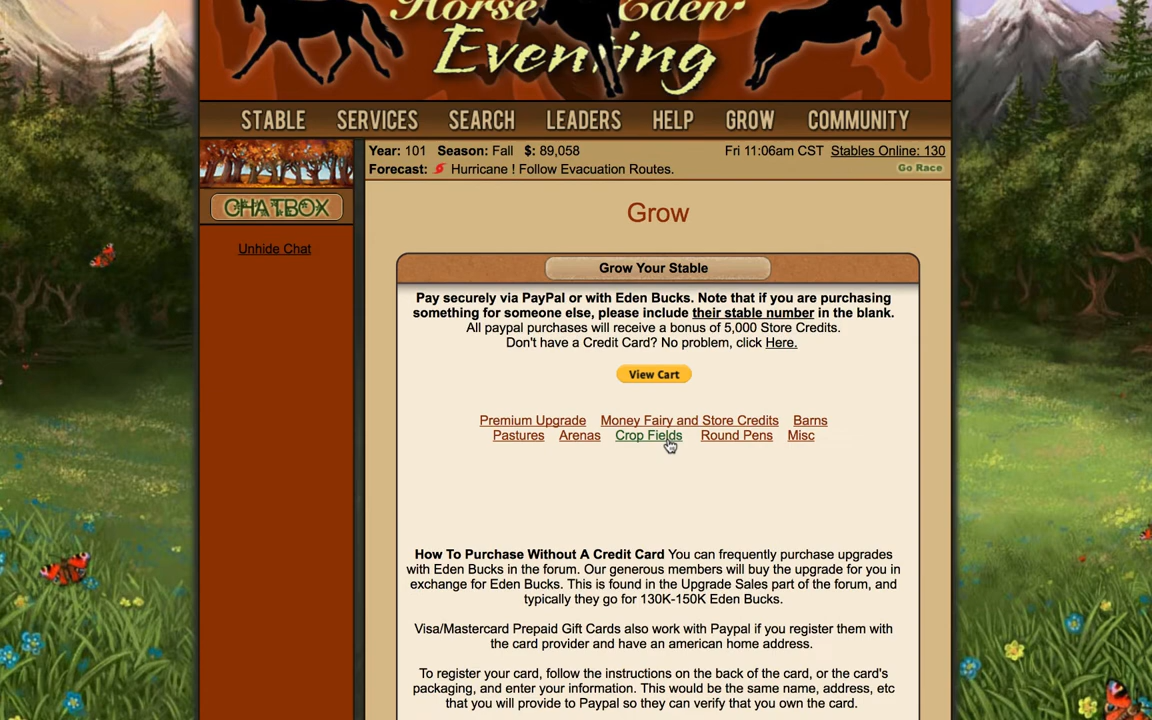 Horse Eden
Eventing
STABLE SERVICES SEARCH LEADERS HELP GROW COMMUNITY
Year: 101 Season: Fall $: 89,058 Fri 11:06am CST Stables Online: 130
Forecast: Hurricane ! Follow Evacuation Routes. Go Race
CHATBOX
Unhide Chat
Grow
Grow Your Stable
Pay securely via PayPal or with Eden Bucks. Note that if you are purchasing
something for someone else, please include their stable number in the blank.
All paypal purchases will receive a bonus of 5,000 Store Credits.
Don't have a Credit Card? No problem, click Here.
View Cart
Premium Upgrade Money Fairy and Store Credits Barns
Pastures Arenas Crop Fields Round Pens Misc
How To Purchase Without A Credit Card You can frequently purchase upgrades
with Eden Bucks in the forum. Our generous members will buy the upgrade for you in
exchange for Eden Bucks. This is found in the Upgrade Sales part of the forum, and
typically they go for 130K-150K Eden Bucks.
Visa/Mastercard Prepaid Gift Cards also work with Paypal if you register them with
the card provider and have an american home address.
To register your card, follow the instructions on the back of the card, or the card's
packaging, and enter your information. This would be the same name, address, etc
that you will provide to Paypal so they can verify that you own the card.